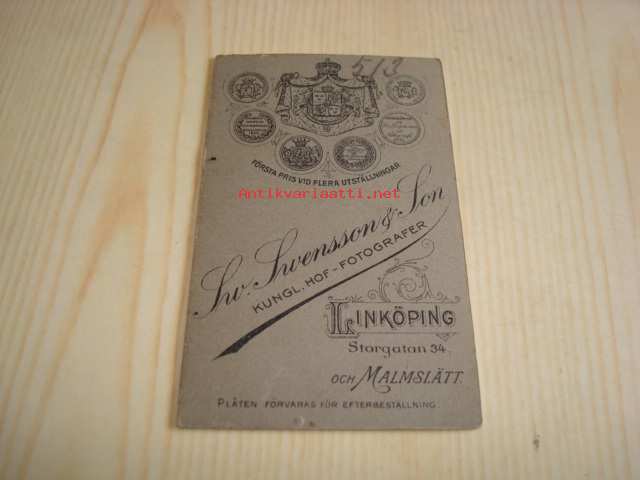 513
FÖRSTA PRIS VID FLERA UTSTÄLLNINGAR.
Antikvariaatti.net
Sw. Swensson & Son
KUNGL. HOF-FOTOGRAFER
LINKÖPING
Storgatan 34.
OCH MALMSLÄTT.
PLÅTEN FÖRVARAS FÖR EFTERBESTÄLLNING.